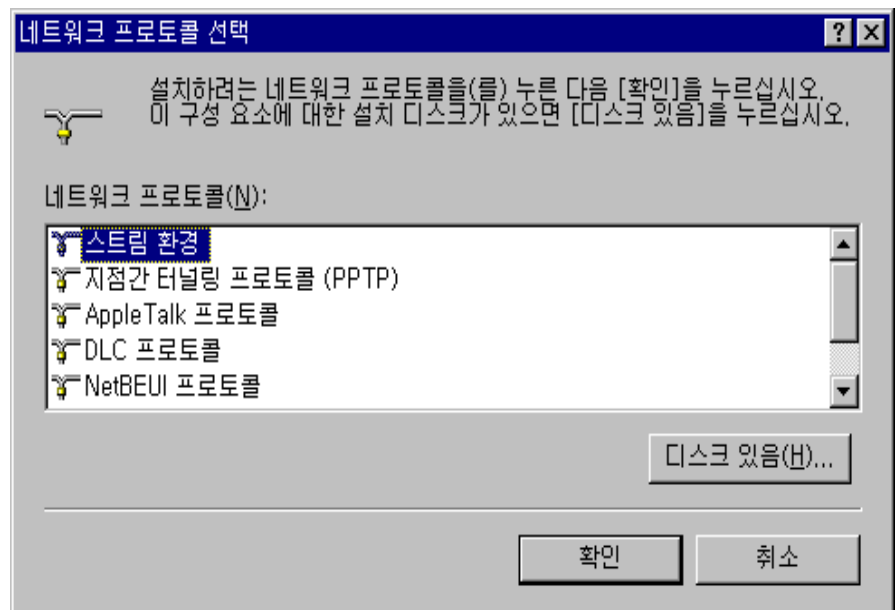 네트워크 프로토콜 선택
설치하려는 네트워크 프로토콜을(를) 누른 다음 [확인]을 누르십시오.
이 구성 요소에 대한 설치 디스크가 있으면 [디스크 있음]을 누르십시오.
네트워크 프로토콜(N):
스트림 환경
지점간 터널링 프로토콜 (PPTP)
AppleTalk 프로토콜
DLC 프로토콜
NetBEUI 프로토콜
디스크 있음(H)...
확인
취소